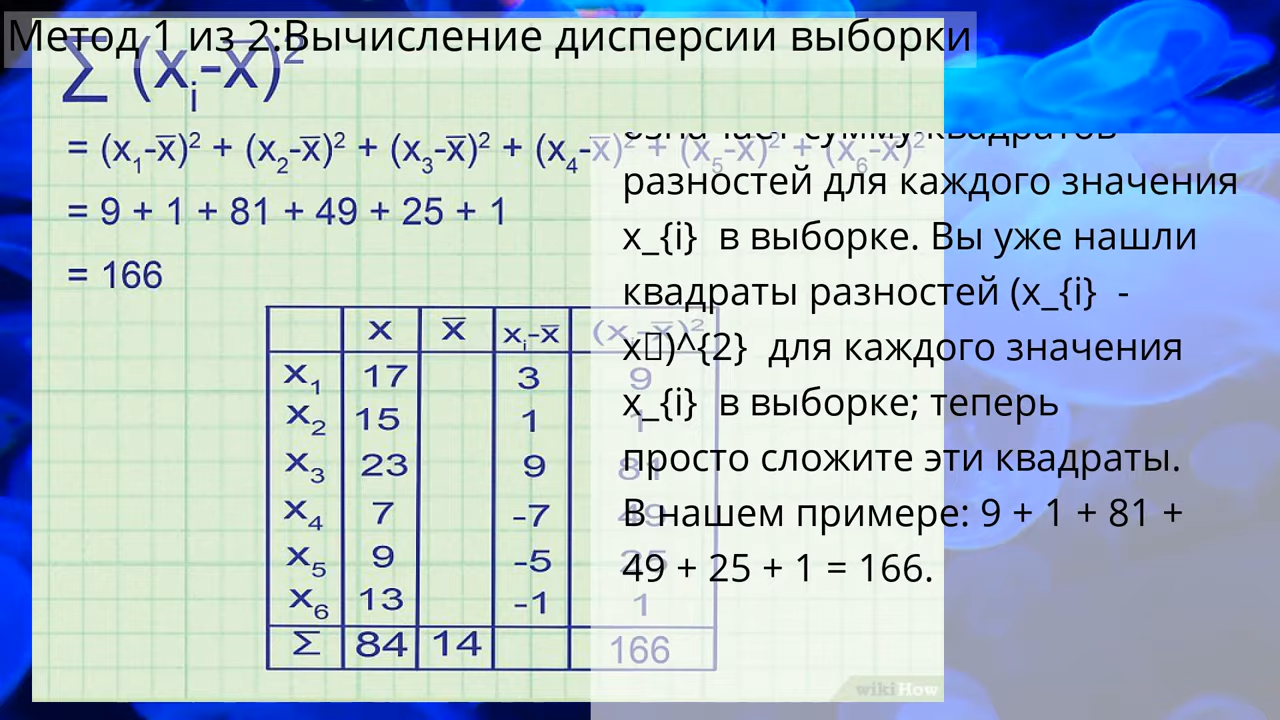 Метод 1 из 2:Вычисление дисперсии выборки
∑ (xᵢ-x̅)²
= (x₁-x̅)² + (x₂-x̅)² + (x₃-x̅)² + (x₄-x̅)² + (x₅-x̅)² + (x₆-x̅)²
= 9 + 1 + 81 + 49 + 25 + 1
= 166
x x̅ xᵢ-x̅ (xᵢ-x̅)²
x₁ 17 3 9
x₂ 15 1 1
x₃ 23 9 81
x₄ 7 -7 49
x₅ 9 -5 25
x₆ 13 -1 1
Σ 84 14 166
означает сумму квадратов
разностей для каждого значения
x_{i} в выборке. Вы уже нашли
квадраты разностей (x_{i} -
x▯)^{2} для каждого значения
x_{i} в выборке; теперь
просто сложите эти квадраты.
В нашем примере: 9 + 1 + 81 +
49 + 25 + 1 = 166.
wikiHow